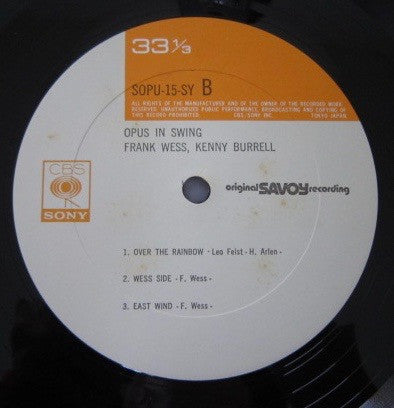 33 1/3
SOPU-15-SY B
ALL RIGHTS OF THE MANUFACTURER AND OF THE OWNER OF THE RECORDED WORK
RESERVED. UNAUTHORIZED PUBLIC PERFORMANCE, BROADCASTING AND COPYING OF
THIS RECORD PROHIBITED CBS/SONY INC. TOKYO JAPAN
OPUS IN SWING
FRANK WESS, KENNY BURRELL
CBS
SONY
original SAVOY recording
1. OVER THE RAINBOW - Leo Feist - H. Arlen -
2. WESS SIDE - F. Wess -
3. EAST WIND - F. Wess -